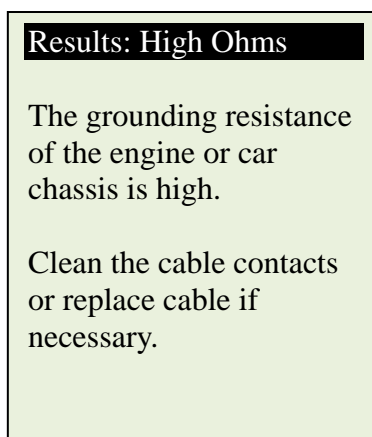 Results: High Ohms
The grounding resistance
of the engine or car
chassis is high.
Clean the cable contacts
or replace cable if
necessary.